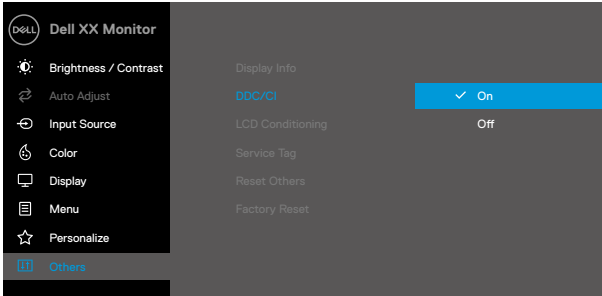 DELL
Dell XX Monitor
Brightness / Contrast
Auto Adjust
Input Source
Color
Display
Menu
Personalize
Others
Display Info
DDC/CI
LCD Conditioning
Service Tag
Reset Others
Factory Reset
On
Off